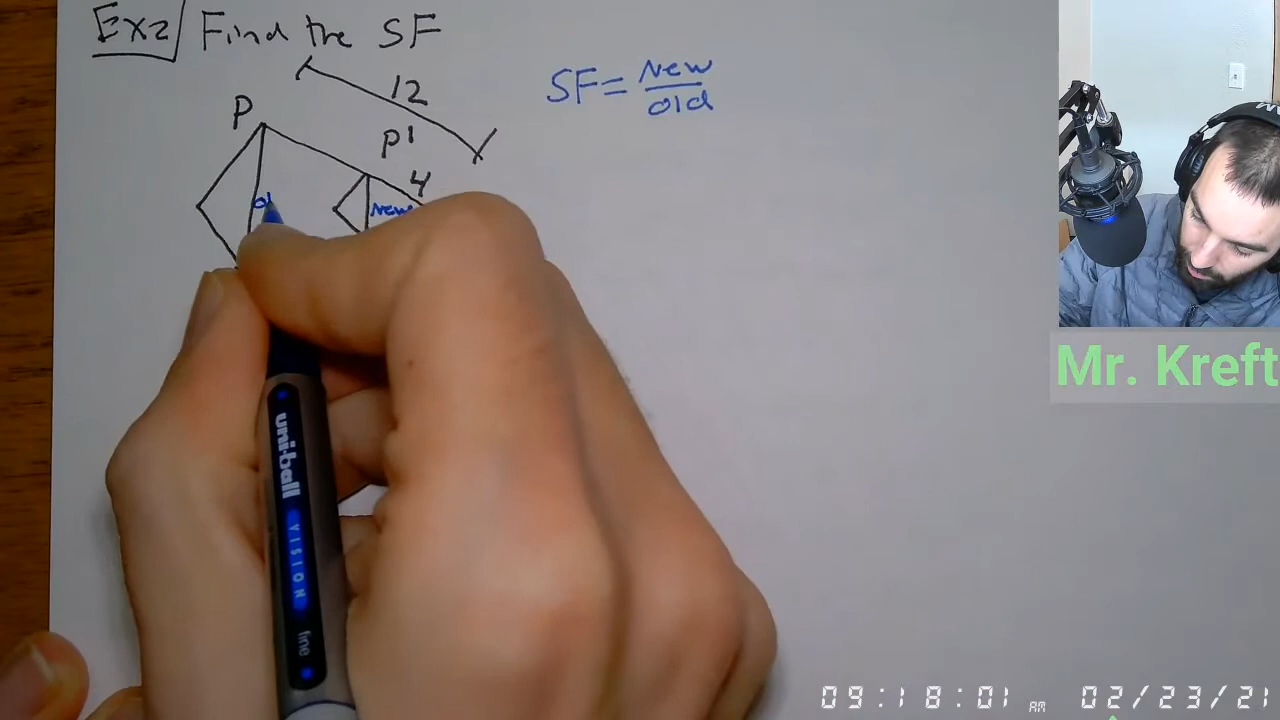 Ex2 Find the SF
12
SF = New
old
P
P'
4
New
uni-ball
VISION
fine
Mr. Kreft
09:18:01 AM 02/23/21